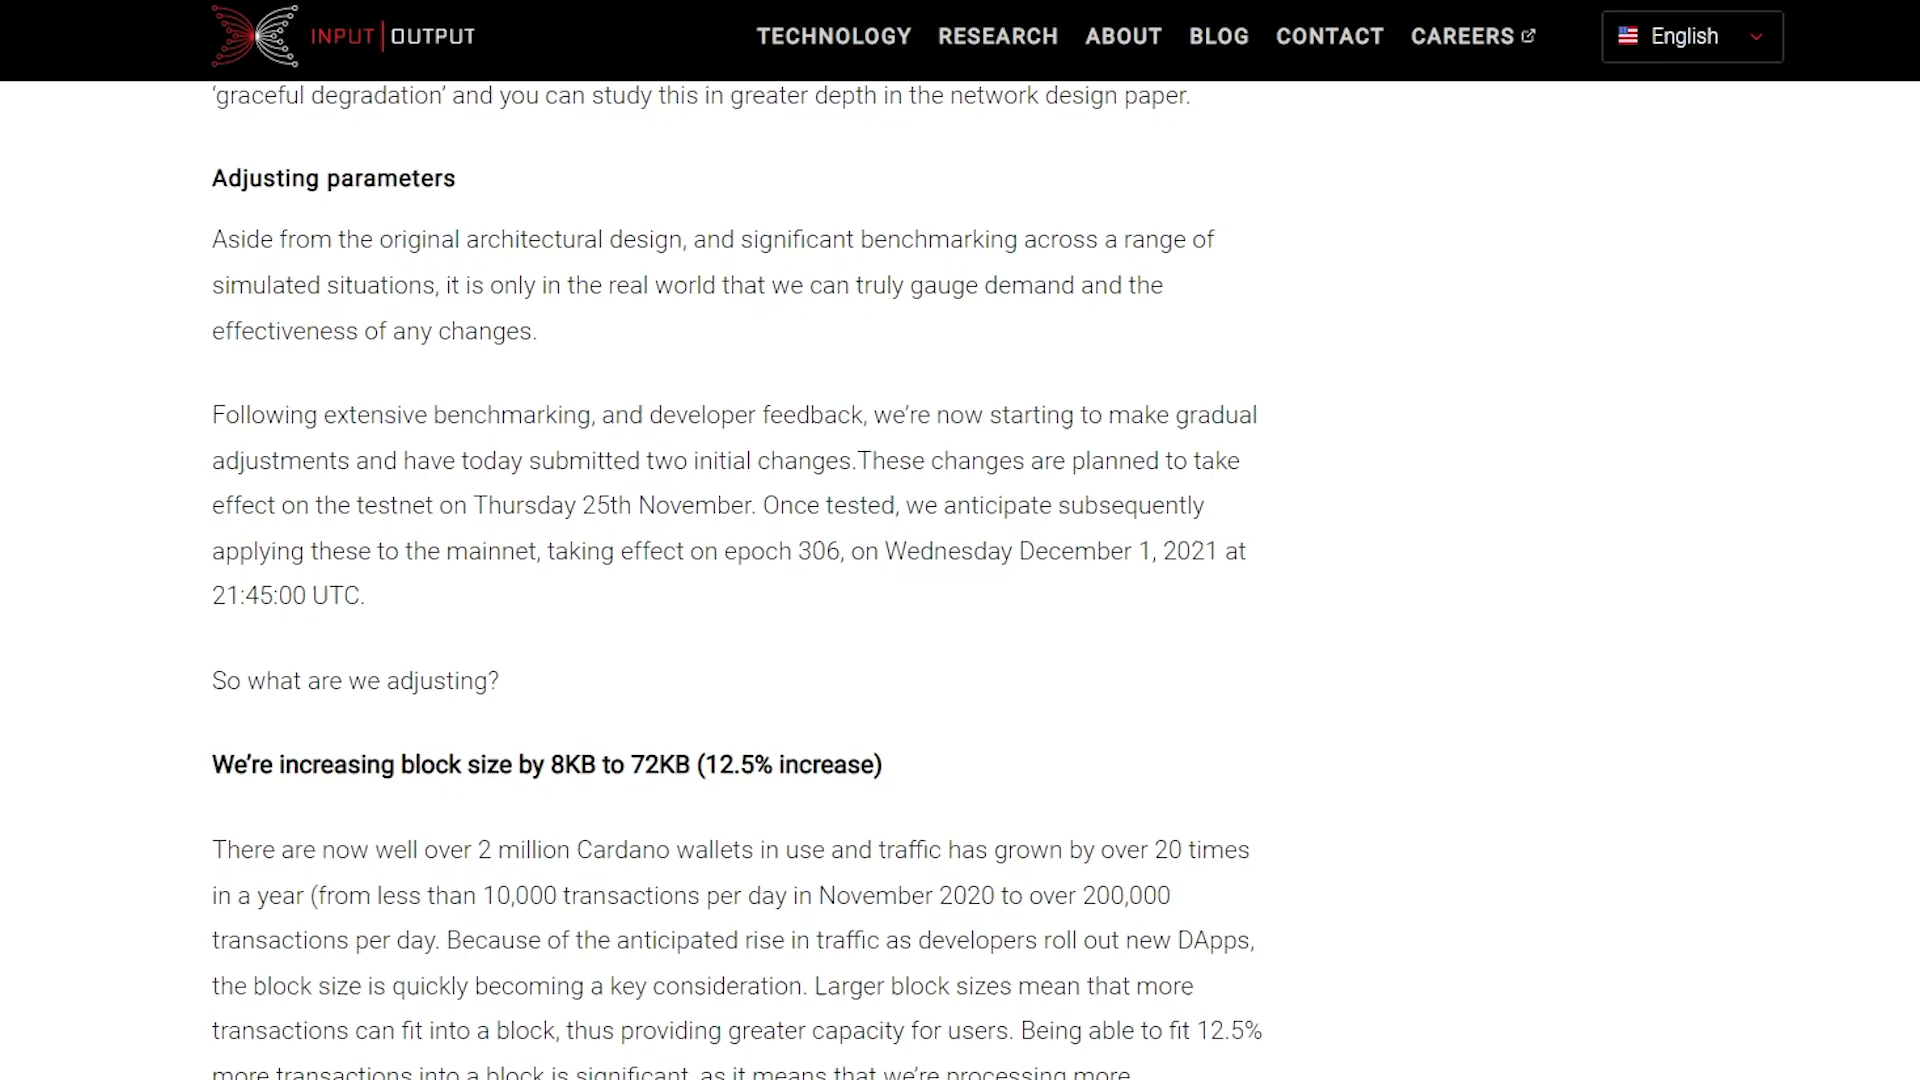 INPUT|OUTPUT
TECHNOLOGY RESEARCH ABOUT BLOG CONTACT CAREERS
English
‘graceful degradation’ and you can study this in greater depth in the network design paper.
Adjusting parameters
Aside from the original architectural design, and significant benchmarking across a range of
simulated situations, it is only in the real world that we can truly gauge demand and the
effectiveness of any changes.
Following extensive benchmarking, and developer feedback, we’re now starting to make gradual
adjustments and have today submitted two initial changes.These changes are planned to take
effect on the testnet on Thursday 25th November. Once tested, we anticipate subsequently
applying these to the mainnet, taking effect on epoch 306, on Wednesday December 1, 2021 at
21:45:00 UTC.
So what are we adjusting?
We’re increasing block size by 8KB to 72KB (12.5% increase)
There are now well over 2 million Cardano wallets in use and traffic has grown by over 20 times
in a year (from less than 10,000 transactions per day in November 2020 to over 200,000
transactions per day. Because of the anticipated rise in traffic as developers roll out new DApps,
the block size is quickly becoming a key consideration. Larger block sizes mean that more
transactions can fit into a block, thus providing greater capacity for users. Being able to fit 12.5%
more transactions into a block is significant, as it means that we’re processing more